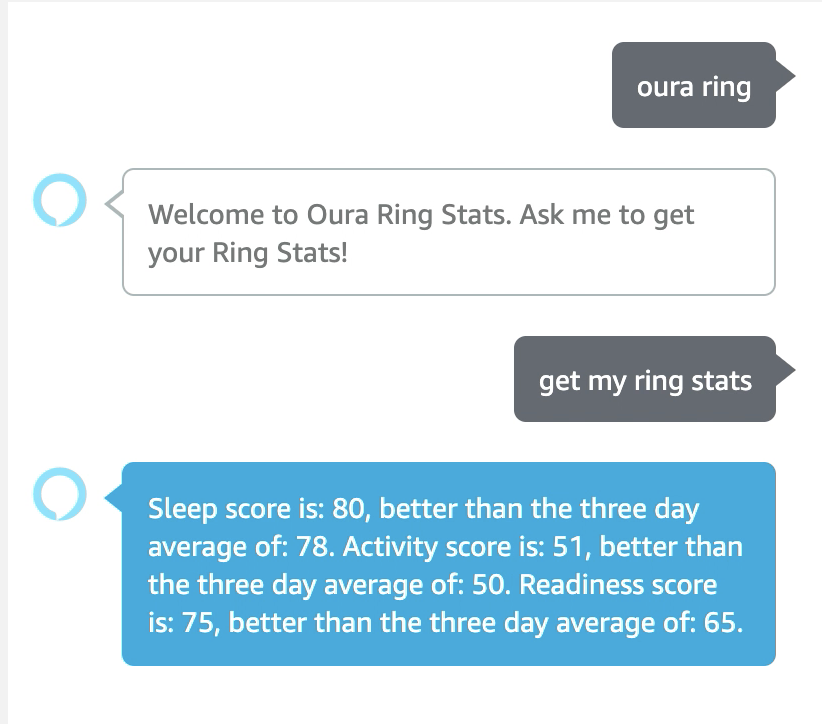 oura ring
Welcome to Oura Ring Stats. Ask me to get
your Ring Stats!
get my ring stats
Sleep score is: 80, better than the three day
average of: 78. Activity score is: 51, better than
the three day average of: 50. Readiness score
is: 75, better than the three day average of: 65.